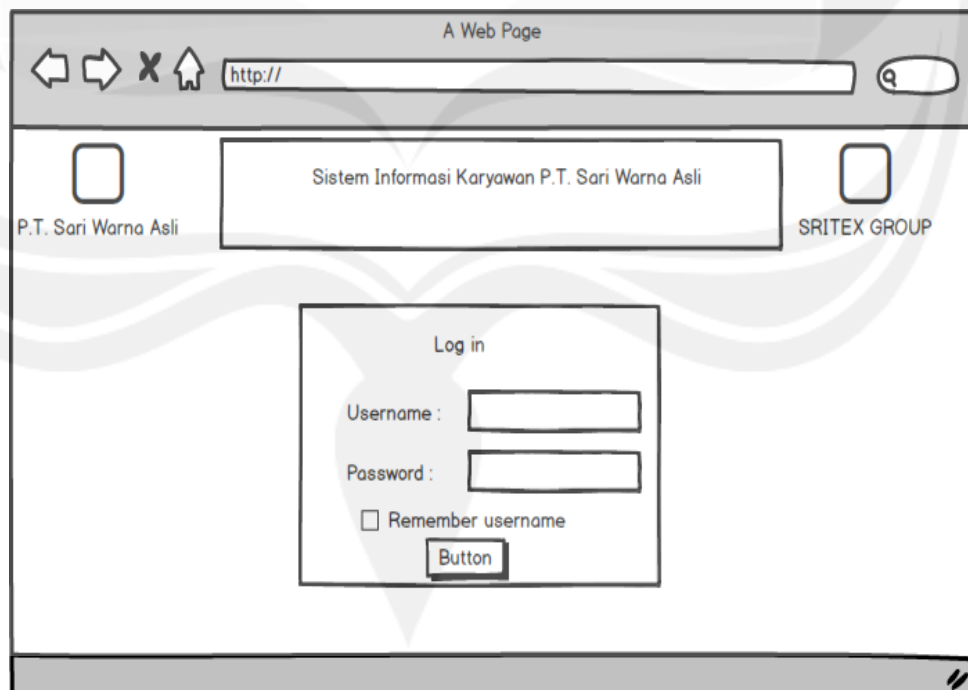 A Web Page
http://
Sistem Informasi Karyawan P.T. Sari Warna Asli
P.T. Sari Warna Asli
SRITEX GROUP
Log in
Username :
Password :
Remember username
Button